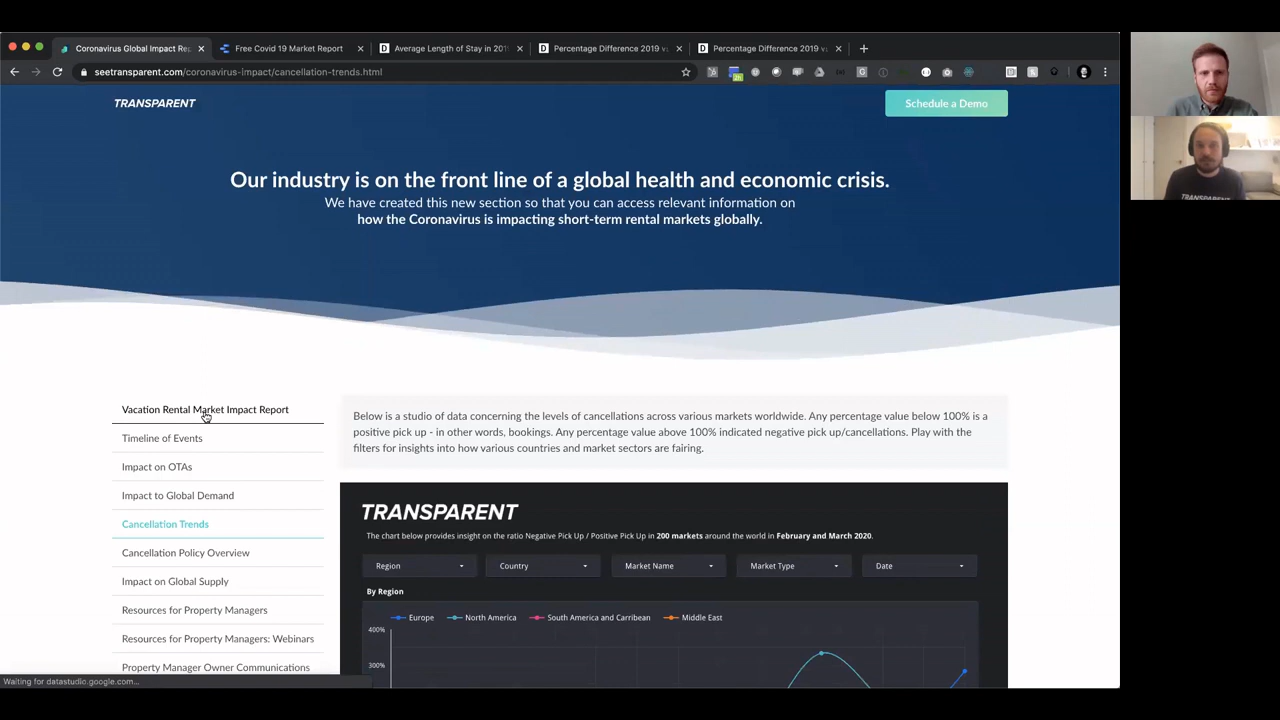 Coronavirus Global Impact Rep
Free Covid 19 Market Report
Average Length of Stay in 201
Percentage Difference 2019 v
Percentage Difference 2019 v
seetransparent.com/coronavirus-impact/cancellation-trends.html
TRANSPARENT
Schedule a Demo
Our industry is on the front line of a global health and economic crisis.
We have created this new section so that you can access relevant information on
how the Coronavirus is impacting short-term rental markets globally.
Vacation Rental Market Impact Report
Timeline of Events
Impact on OTAs
Impact to Global Demand
Cancellation Trends
Cancellation Policy Overview
Impact on Global Supply
Resources for Property Managers
Resources for Property Managers: Webinars
Property Manager Owner Communications
Below is a studio of data concerning the levels of cancellations across various markets worldwide. Any percentage value below 100% is a
positive pick up - in other words, bookings. Any percentage value above 100% indicated negative pick up/cancellations. Play with the
filters for insights into how various countries and market sectors are fairing.
TRANSPARENT
The chart below provides insight on the ratio Negative Pick Up / Positive Pick Up in 200 markets around the world in February and March 2020.
Region
Country
Market Name
Market Type
Date
By Region
Europe
North America
South America and Carribean
Middle East
400%
300%
Waiting for datastudio.google.com...
TRANSPARENT